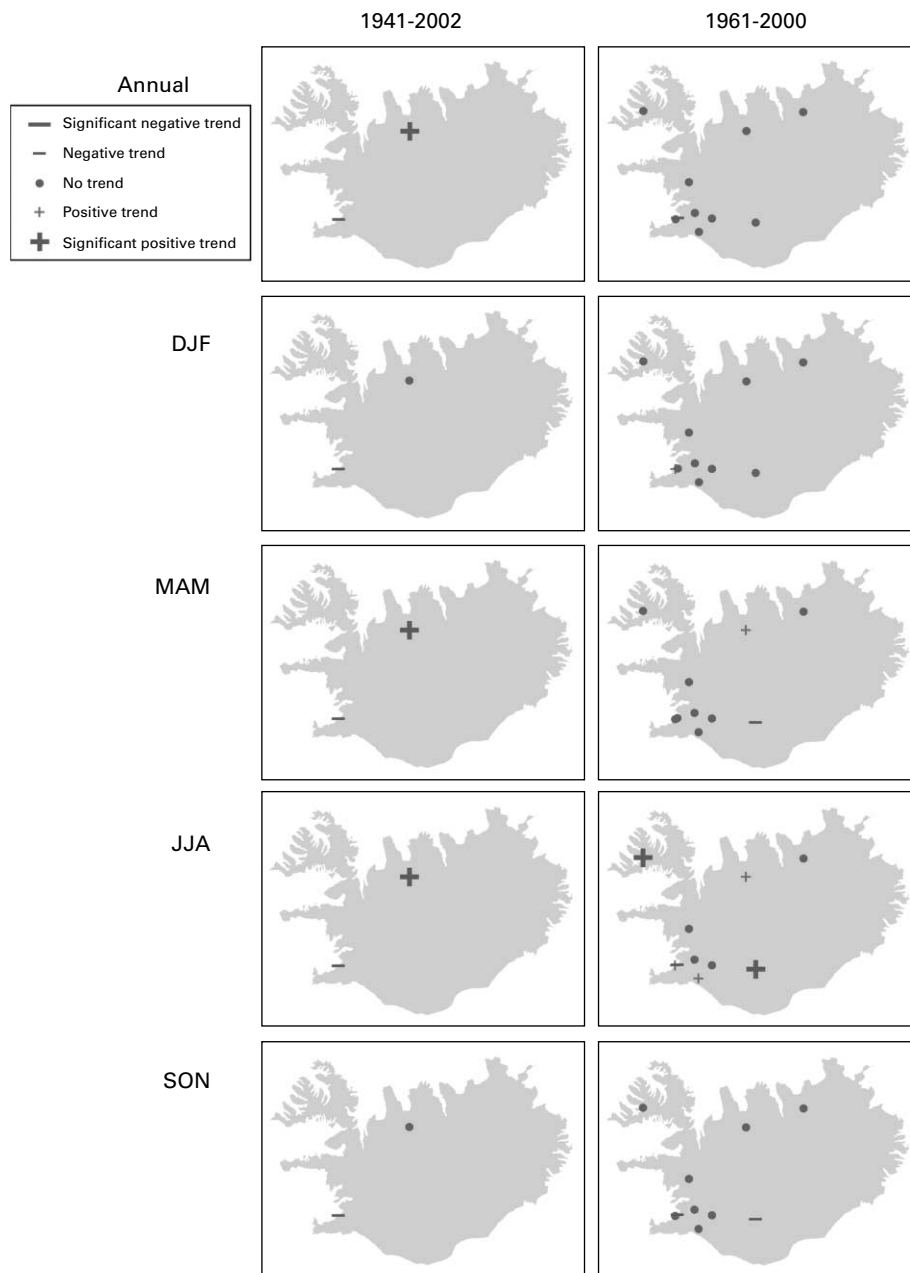 1941-2002
1961-2000
Annual
Significant negative trend
Negative trend
No trend
Positive trend
Significant positive trend
DJF
MAM
JJA
SON